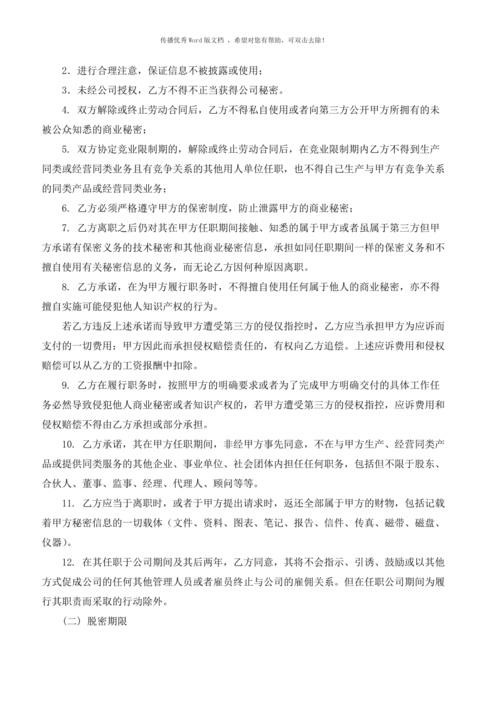 传播优秀Word版文档 ，希望对您有帮助，可双击去除！
2．进行合理注意，保证信息不被披露或使用；
3．未经公司授权，乙方不得不正当获得公司秘密。
4. 双方解除或终止劳动合同后，乙方不得私自使用或者向第三方公开甲方所拥有的未
被公众知悉的商业秘密；
5. 双方协定竞业限制期的，解除或终止劳动合同后，在竞业限制期内乙方不得到生产
同类或经营同类业务且有竞争关系的其他用人单位任职，也不得自己生产与甲方有竞争关系
的同类产品或经营同类业务；
6. 乙方必须严格遵守甲方的保密制度，防止泄露甲方的商业秘密；
7. 乙方离职之后仍对其在甲方任职期间接触、知悉的属于甲方或者虽属于第三方但甲
方承诺有保密义务的技术秘密和其他商业秘密信息，承担如同任职期间一样的保密义务和不
擅自使用有关秘密信息的义务，而无论乙方因何种原因离职。
8. 乙方承诺，在为甲方履行职务时，不得擅自使用任何属于他人的商业秘密，亦不得
擅自实施可能侵犯他人知识产权的行为。
若乙方违反上述承诺而导致甲方遭受第三方的侵仅指控时，乙方应当承担甲方为应诉而
支付的一切费用；甲方因此而承担侵权赔偿责任的，有权向乙方追偿。上述应诉费用和侵权
赔偿可以从乙方的工资报酬中扣除。
9. 乙方在履行职务时，按照甲方的明确要求或者为了完成甲方明确交付的具体工作任
务必然导致侵犯他人商业秘密或者知识产权的，若甲方遭受第三方的侵权指控，应诉费用和
侵权赔偿不得由乙方承担或部分承担。
10. 乙方承诺，其在甲方任职期间，非经甲方事先同意，不在与甲方生产、经营同类产
品或提供同类服务的其他企业、事业单位、社会团体内担任任何职务，包括但不限于股东、
合伙人、董事、监事、经理、代理人、顾问等等。
11. 乙方应当于离职时，或者于甲方提出请求时，返还全部属于甲方的财物，包括记载
着甲方秘密信息的一切载体（文件、资料、图表、笔记、报告、信件、传真、磁带、磁盘、
仪器）。
12. 在其任职于公司期间及其后两年，乙方同意，其将不会指示、引诱、鼓励或以其他
方式促成公司的任何其他管理人员或者雇员终止与公司的雇佣关系。但在任职公司期间为履
行其职责而采取的行动除外。
(二) 脱密期限